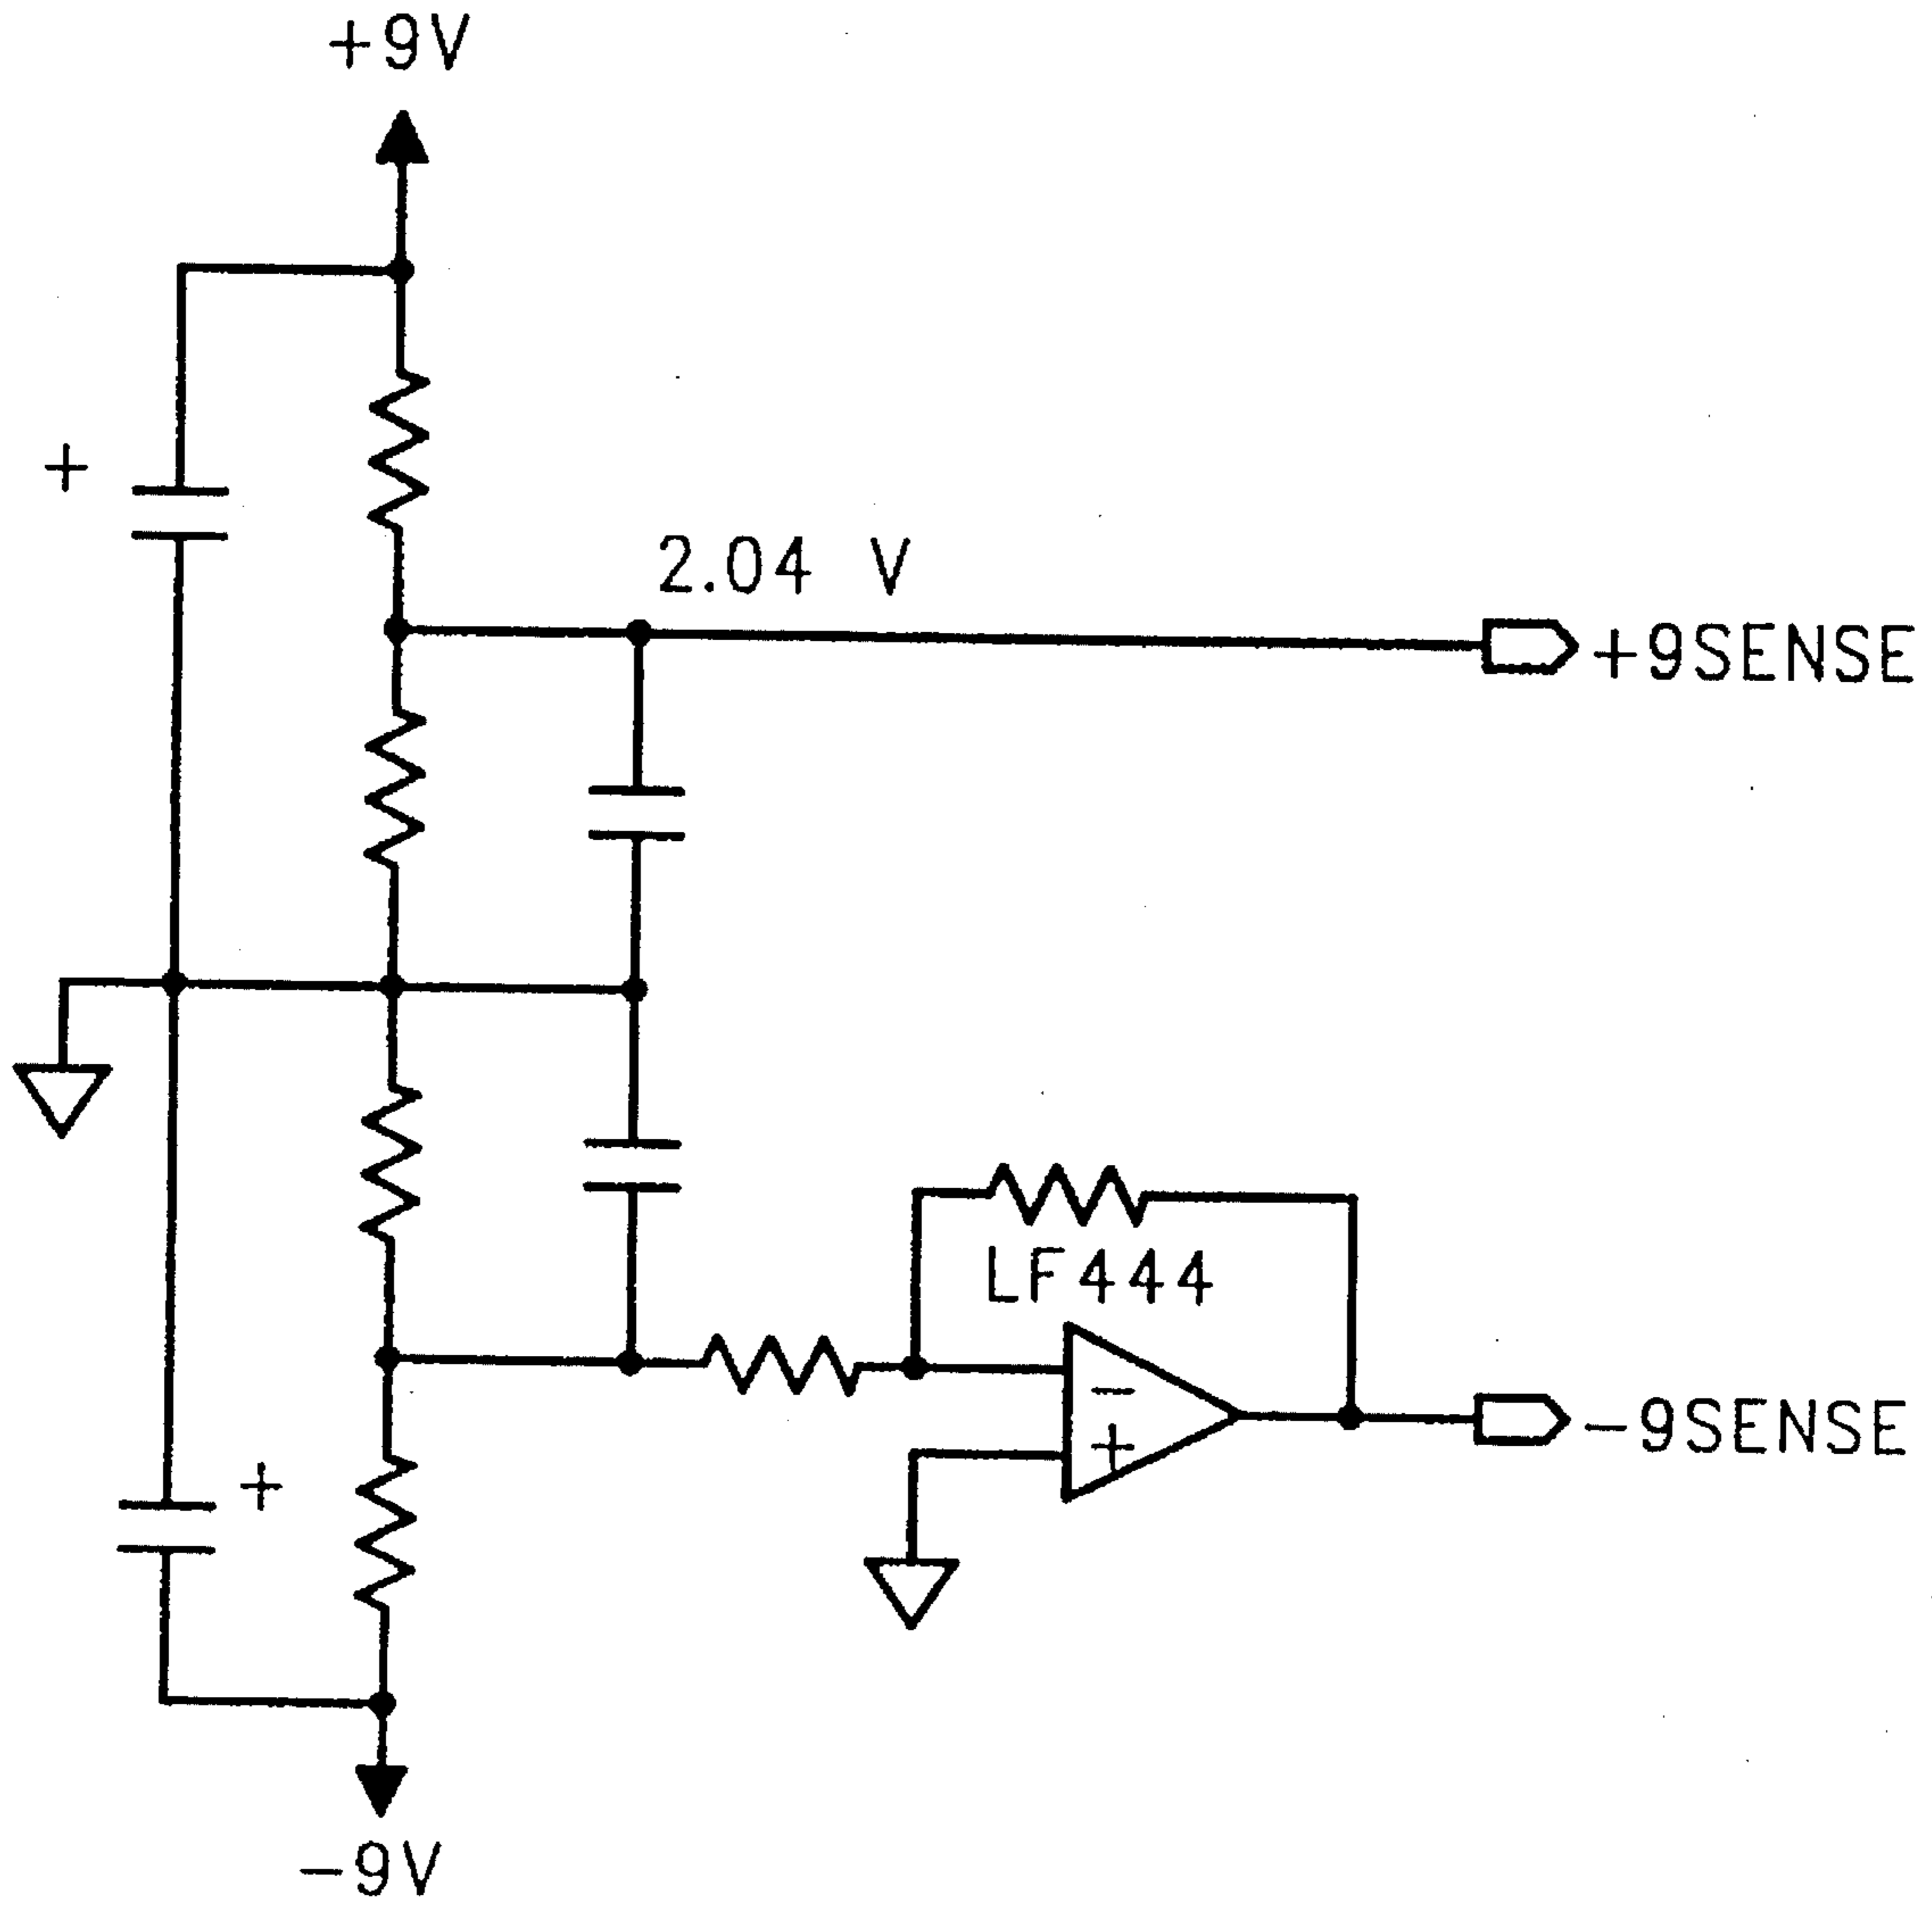 +9V
+
2.04 V
+9SENSE
LF444
-
+
-9SENSE
+
-9V